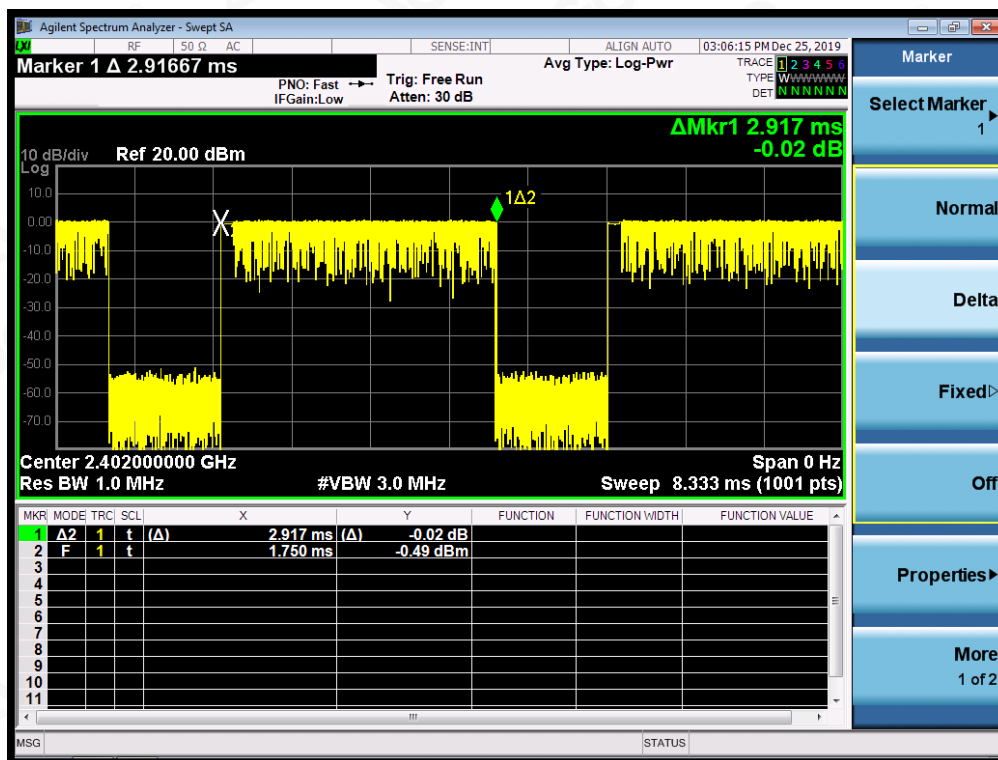 Agilent Spectrum Analyzer - Swept SA
LXI RF 50 Ω AC SENSE:INT ALIGN AUTO 03:06:15 PM Dec 25, 2019
Marker 1 Δ 2.91667 ms
PNO: Fast
IFGain:Low
Trig: Free Run
Atten: 30 dB
Avg Type: Log-Pwr
TRACE 1 2 3 4 5 6
TYPE WWWWWWW
DET N N N N N N
ΔMkr1 2.917 ms
-0.02 dB
10 dB/div Ref 20.00 dBm
Log
10.0
0.00
-10.0
-20.0
-30.0
-40.0
-50.0
-60.0
-70.0
X
1Δ2
Center 2.402000000 GHz Span 0 Hz
Res BW 1.0 MHz #VBW 3.0 MHz Sweep 8.333 ms (1001 pts)
MKR MODE TRC SCL X Y FUNCTION FUNCTION WIDTH FUNCTION VALUE
1 Δ2 1 t (Δ) 2.917 ms (Δ) -0.02 dB
2 F 1 t 1.750 ms -0.49 dBm
3
4
5
6
7
8
9
10
11
MSG STATUS
Marker
Select Marker
1
Normal
Delta
Fixed
Off
Properties
More
1 of 2